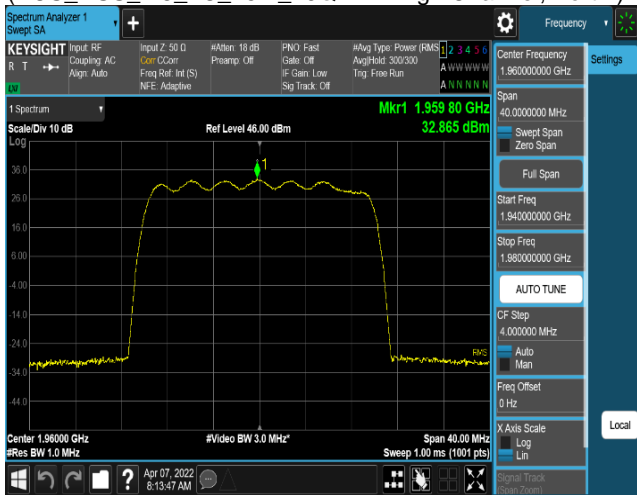 Spectrum Analyzer 1
Swept SA
+
Frequency
KEYSIGHT
R T
LXI
Input: RF
Coupling: AC
Align: Auto
Input Z: 50 Ω
Corr CCorr
Freq Ref: Int (S)
NFE: Adaptive
#Atten: 18 dB
Preamp: Off
PNO: Fast
Gate: Off
IF Gain: Low
Sig Track: Off
#Avg Type: Power (RMS
Avg|Hold: 300/300
Trig: Free Run
1 2 3 4 5 6
A W W W W W
A N N N N N
1 Spectrum
Scale/Div 10 dB
Log
Ref Level 46.00 dBm
Mkr1 1.959 80 GHz
32.865 dBm
36.0
26.0
16.0
6.00
-4.00
-14.0
-24.0
-34.0
-44.0
1
RMS
Center 1.96000 GHz
#Res BW 1.0 MHz
#Video BW 3.0 MHz*
Span 40.00 MHz
Sweep 1.00 ms (1001 pts)
Center Frequency
1.960000000 GHz
Span
40.0000000 MHz
Swept Span
Zero Span
Full Span
Start Freq
1.940000000 GHz
Stop Freq
1.980000000 GHz
AUTO TUNE
CF Step
4.000000 MHz
Auto
Man
Freq Offset
0 Hz
X Axis Scale
Log
Lin
Signal Track
(Span Zoom)
Settings
Local
?
Apr 07, 2022
8:13:47 AM